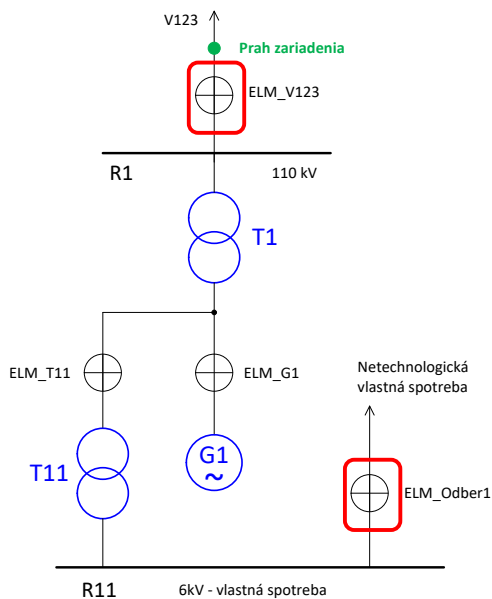 V123
Prah zariadenia
ELM_V123
R1
110 kV
T1
ELM_T11
ELM_G1
Netechnologická
vlastná spotreba
G1
~
T11
ELM_Odber1
R11
6kV - vlastná spotreba